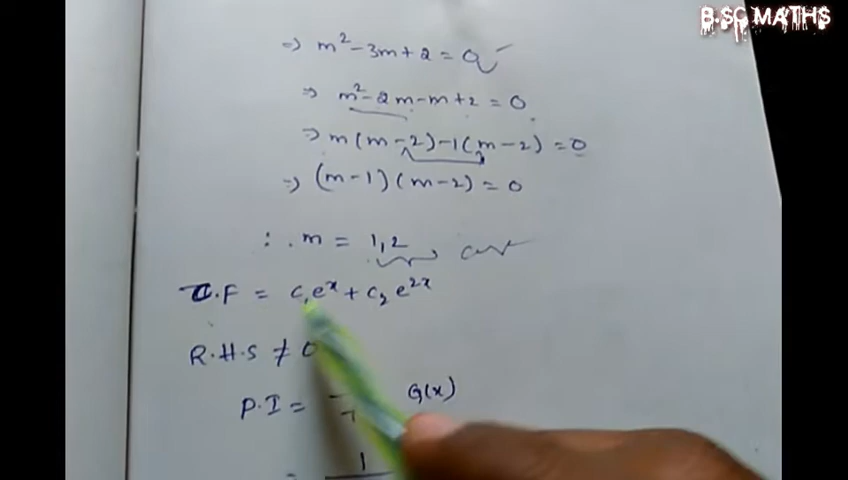 B.SC MATHS
⇒ m² - 3m + 2 = 0
⇒ m² - 2m - m + 2 = 0
⇒ m(m - 2) - 1(m - 2) = 0
⇒ (m - 1)(m - 2) = 0
∴ m = 1, 2
C.F = c₁eˣ + c₂e²ˣ
R.H.S ≠ 0
P.I = G(x)
= 1